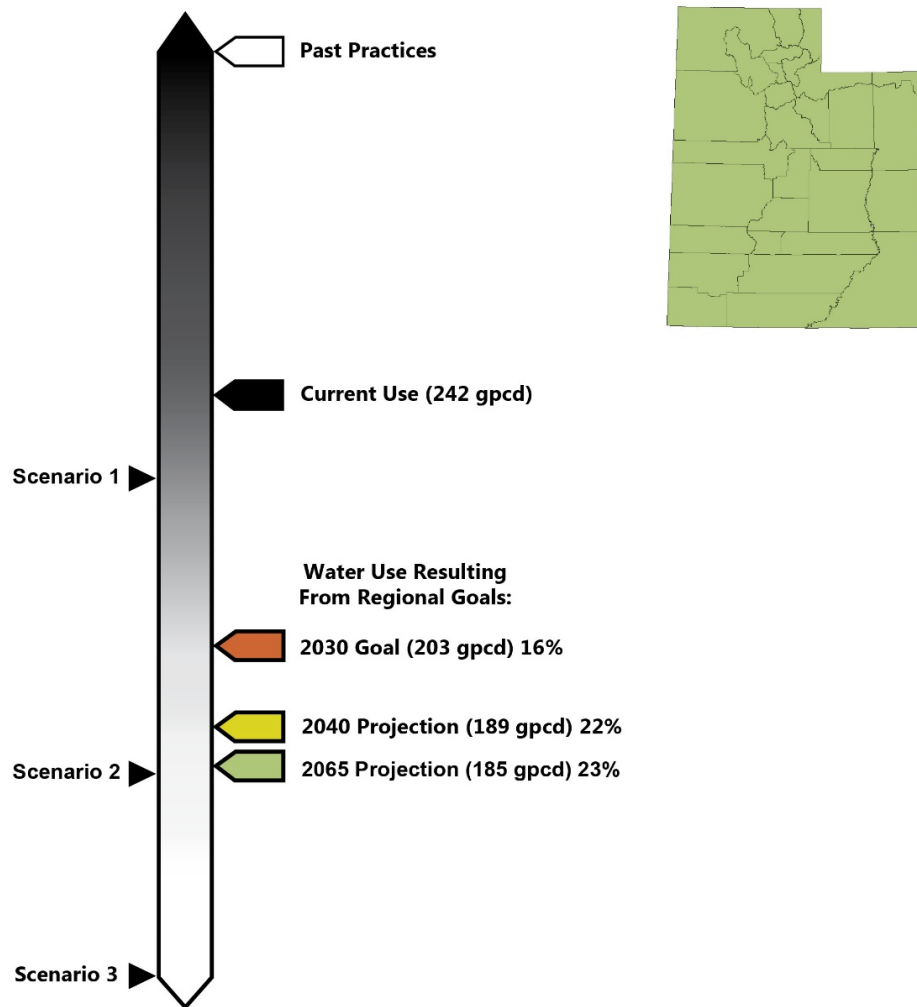 Past Practices
Current Use (242 gpcd)
Scenario 1
Water Use Resulting
From Regional Goals:
2030 Goal (203 gpcd) 16%
2040 Projection (189 gpcd) 22%
2065 Projection (185 gpcd) 23%
Scenario 2
Scenario 3